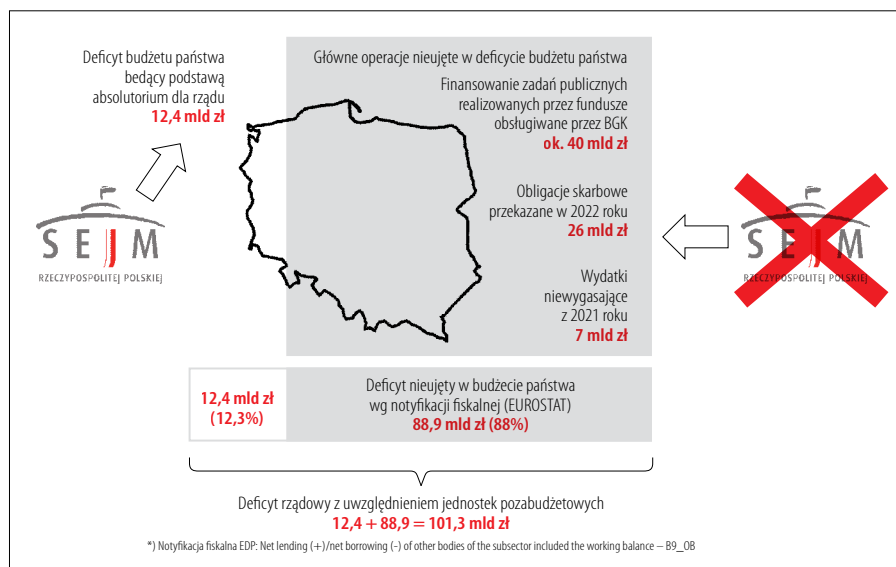 Deficyt budżetu państwa
bedący podstawą
absolutorium dla rządu
12,4 mld zł
Główne operacje nieujęte w deficycie budżetu państwa
Finansowanie zadań publicznych
realizowanych przez fundusze
obsługiwane przez BGK
ok. 40 mld zł
Obligacje skarbowe
przekazane w 2022 roku
26 mld zł
Wydatki
niewygasające
z 2021 roku
7 mld zł
SEJM
RZECZYPOSPOLITEJ POLSKIEJ
SEJM
RZECZYPOSPOLITEJ POLSKIEJ
12,4 mld zł
(12,3%)
Deficyt nieujęty w budżecie państwa
wg notyfikacji fiskalnej (EUROSTAT)
88,9 mld zł (88%)
Deficyt rządowy z uwzględnieniem jednostek pozabudżetowych
12,4 + 88,9 = 101,3 mld zł
*) Notyfikacja fiskalna EDP: Net lending (+)/net borrowing (-) of other bodies of the subsector included the working balance – B9_OB